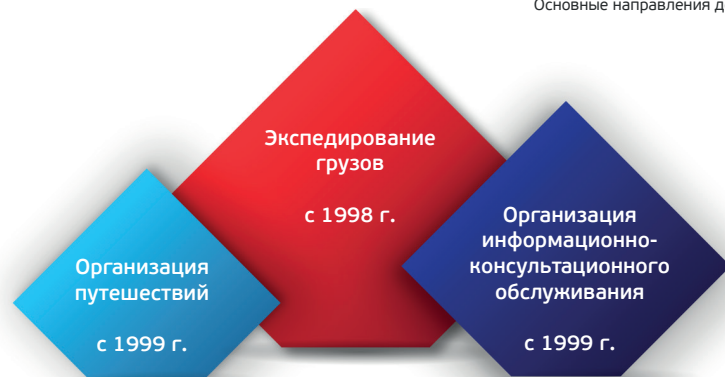 Основные направления
Экспедирование
грузов
с 1998 г.
Организация
путешествий
с 1999 г.
Организация
информационно-
консультационного
обслуживания
с 1999 г.